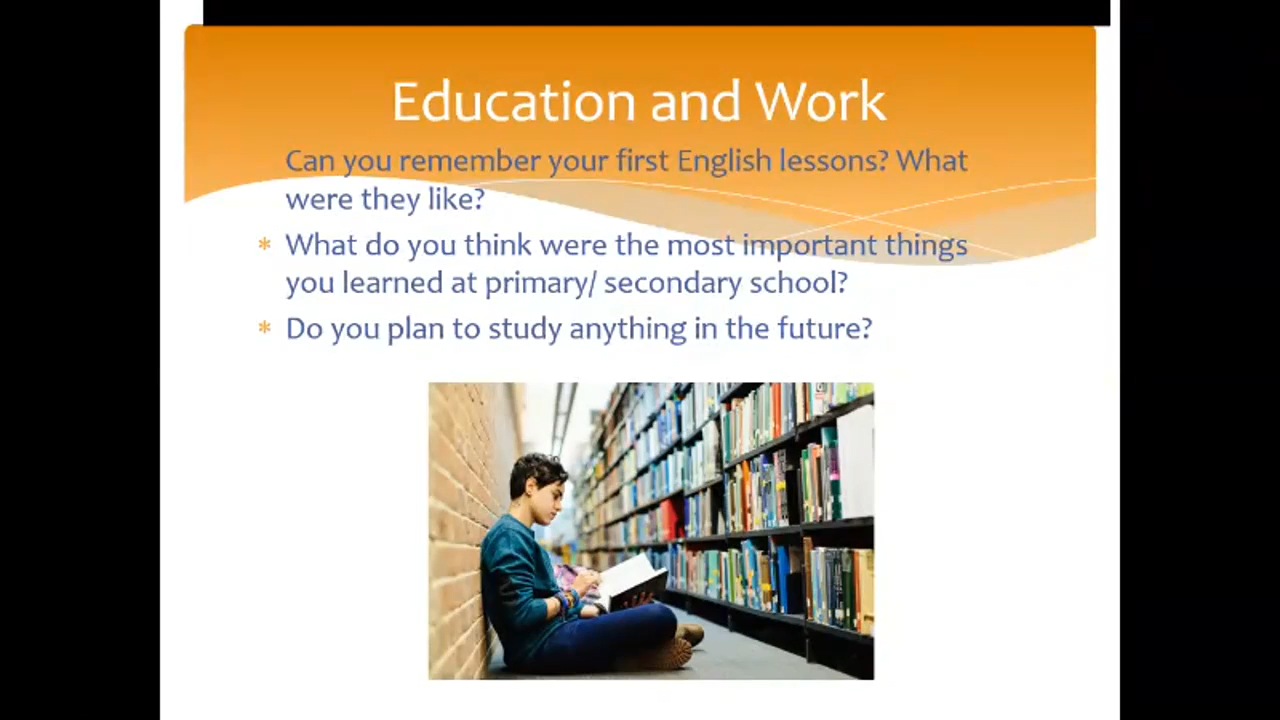 Education and Work
Can you remember your first English lessons? What
were they like?
* What do you think were the most important things
you learned at primary/ secondary school?
* Do you plan to study anything in the future?